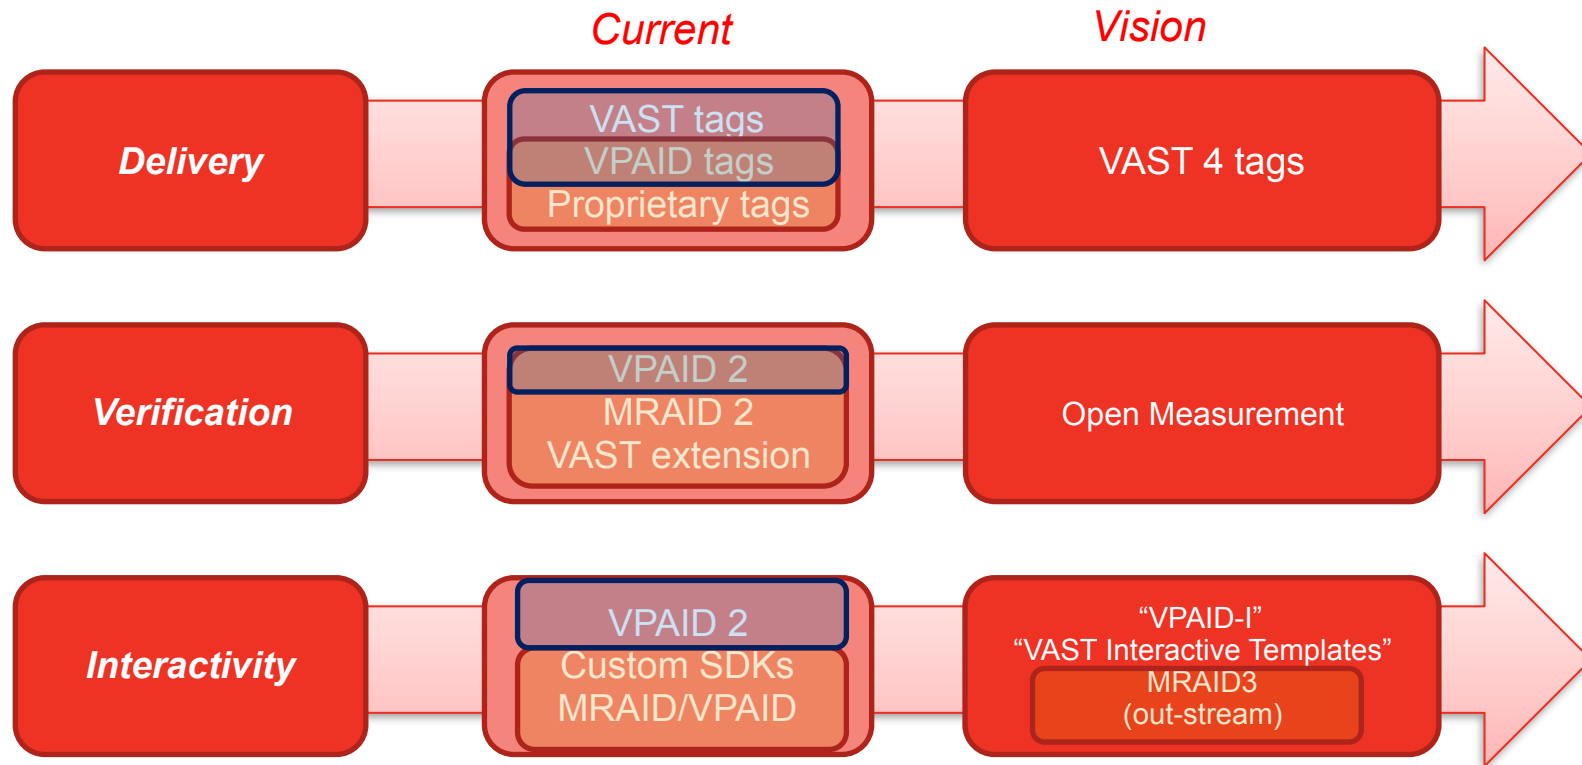 Current
Vision
Delivery
VAST tags
VPAID tags
Proprietary tags
VAST 4 tags
Verification
VPAID 2
MRAID 2
VAST extension
Open Measurement
Interactivity
VPAID 2
Custom SDKs
MRAID/VPAID
“VPAID-I”
“VAST Interactive Templates”
MRAID3
(out-stream)